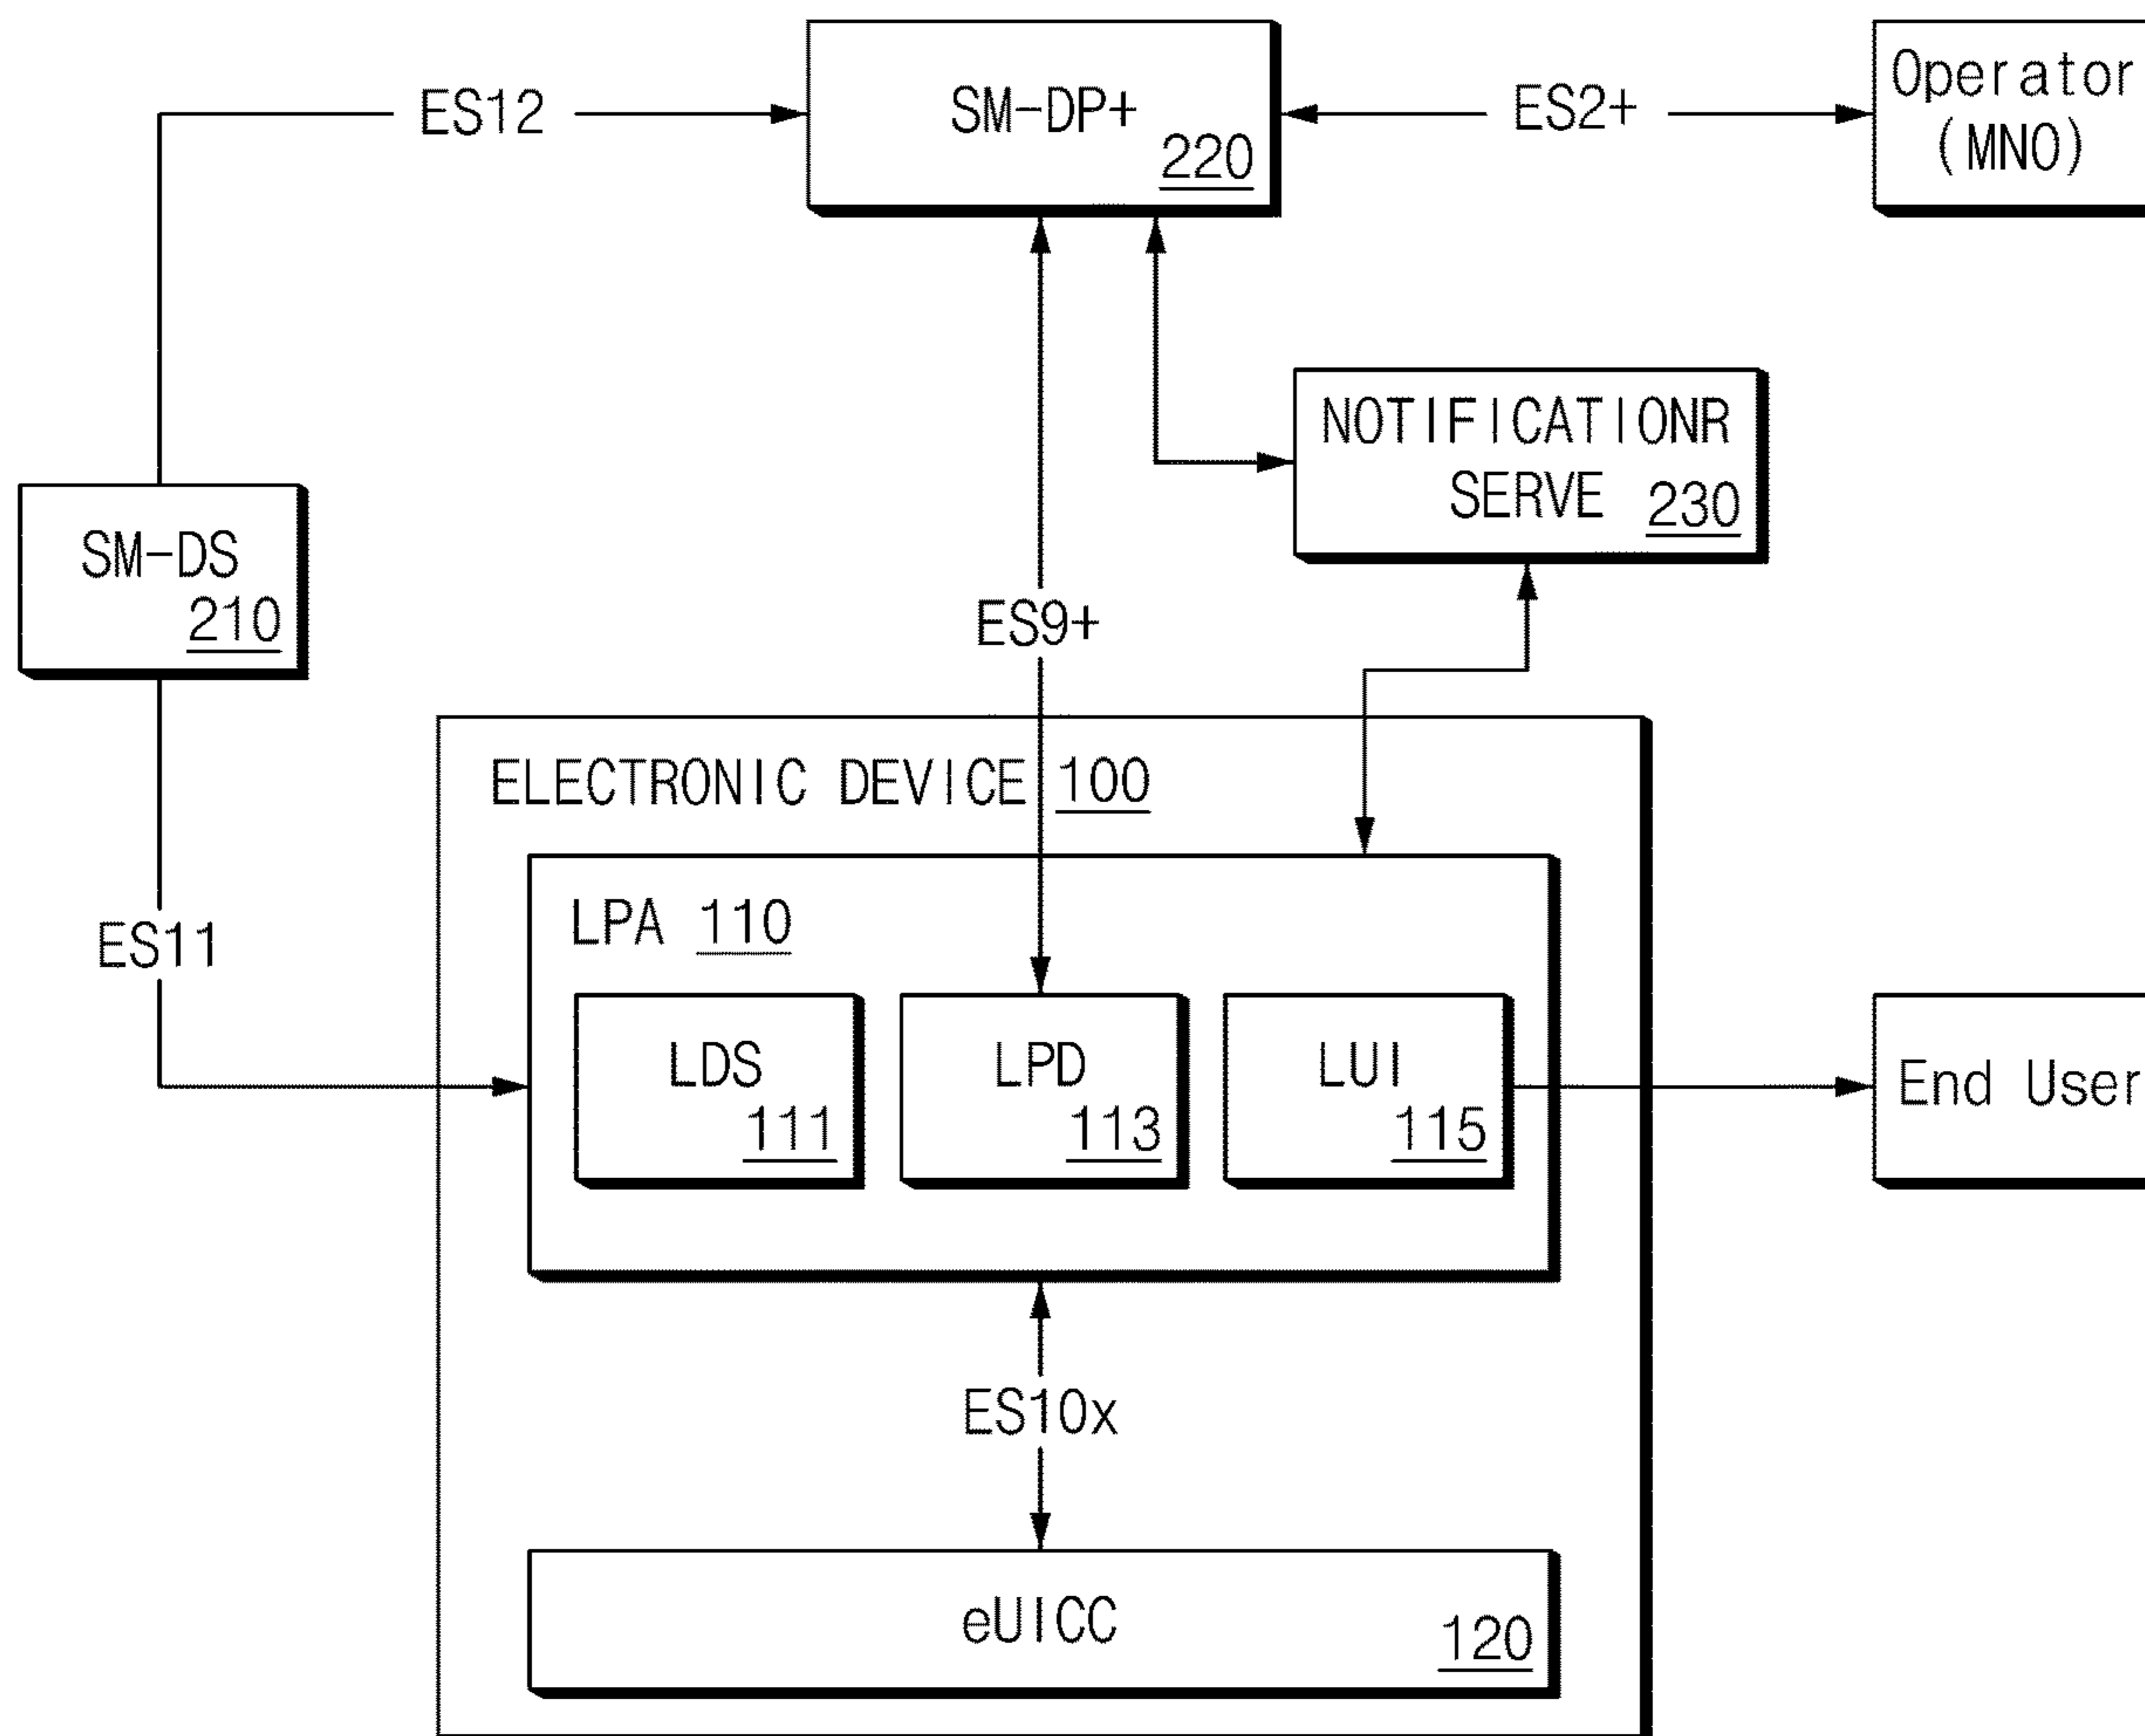 ES12
SM-DP+
220
ES2+
Operator
(MNO)
NOTIFICATIONR
SERVE 230
SM-DS
210
ES9+
ELECTRONIC DEVICE 100
LPA 110
ES11
LDS
111
LPD
113
LUI
115
End User
ES10x
eUICC
120